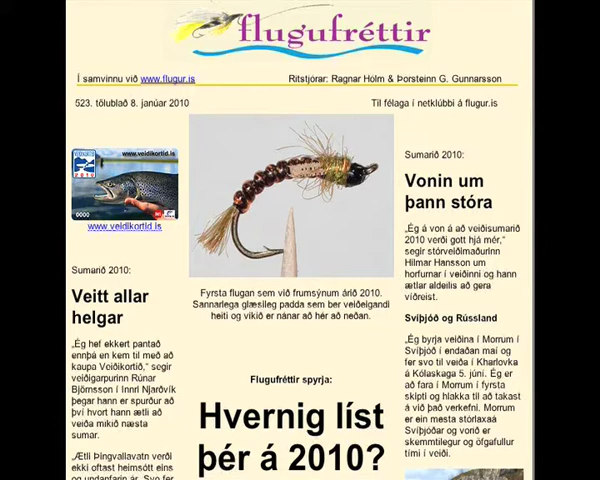 flugufréttir
Í samvinnu við www.flugur.is
Ritstjórar: Ragnar Hólm & Þorsteinn G. Gunnarsson
523. tölublað 8. janúar 2010
Til félaga í netklúbbi á flugur.is
www.veidikortid.is
2010
0000
www.veidikortid.is
Sumarið 2010:
Veitt allar
helgar
„Ég hef ekkert pantað
ennþá en kem til með að
kaupa Veiðikortið,“ segir
veiðigarpurinn Rúnar
Björnsson í Innri Njarðvík
þegar hann er spurður að
því hvort hann ætli að
veiða mikið næsta
sumar.
„Ætli Þingvallavatn verði
ekki oftast heimsótt eins
og undanfarin ár. Svo fer
Fyrsta flugan sem við frumsýnum árið 2010.
Sannarlega glæsileg padda sem ber veiðelgandi
heiti og vikið er nánar að hér að neðan.
Flugufréttir spyrja:
Hvernig líst
þér á 2010?
Sumarið 2010:
Vonin um
þann stóra
„Ég á von á að veiðisumarið
2010 verði gott hjá mér,“
segir stórveiðimaðurinn
Hilmar Hansson um
horfurnar í veiðinni og hann
ætlar aldeilis að gera
víðreist.
Svíþjóð og Rússland
„Ég byrja veiðina í Morrum í
Svíþjóð í endaðan maí og
fer svo til veiða í Kharlovka
á Kólaskaga 5. júní. Ég er
að fara í Morrum í fyrsta
skipti og hlakka til að takast
á við það verkefni. Morrum
er ein mesta stórlaxaá
Svíþjóðar og vorið er
skemmtilegur og öfgafullur
tími í veiði.